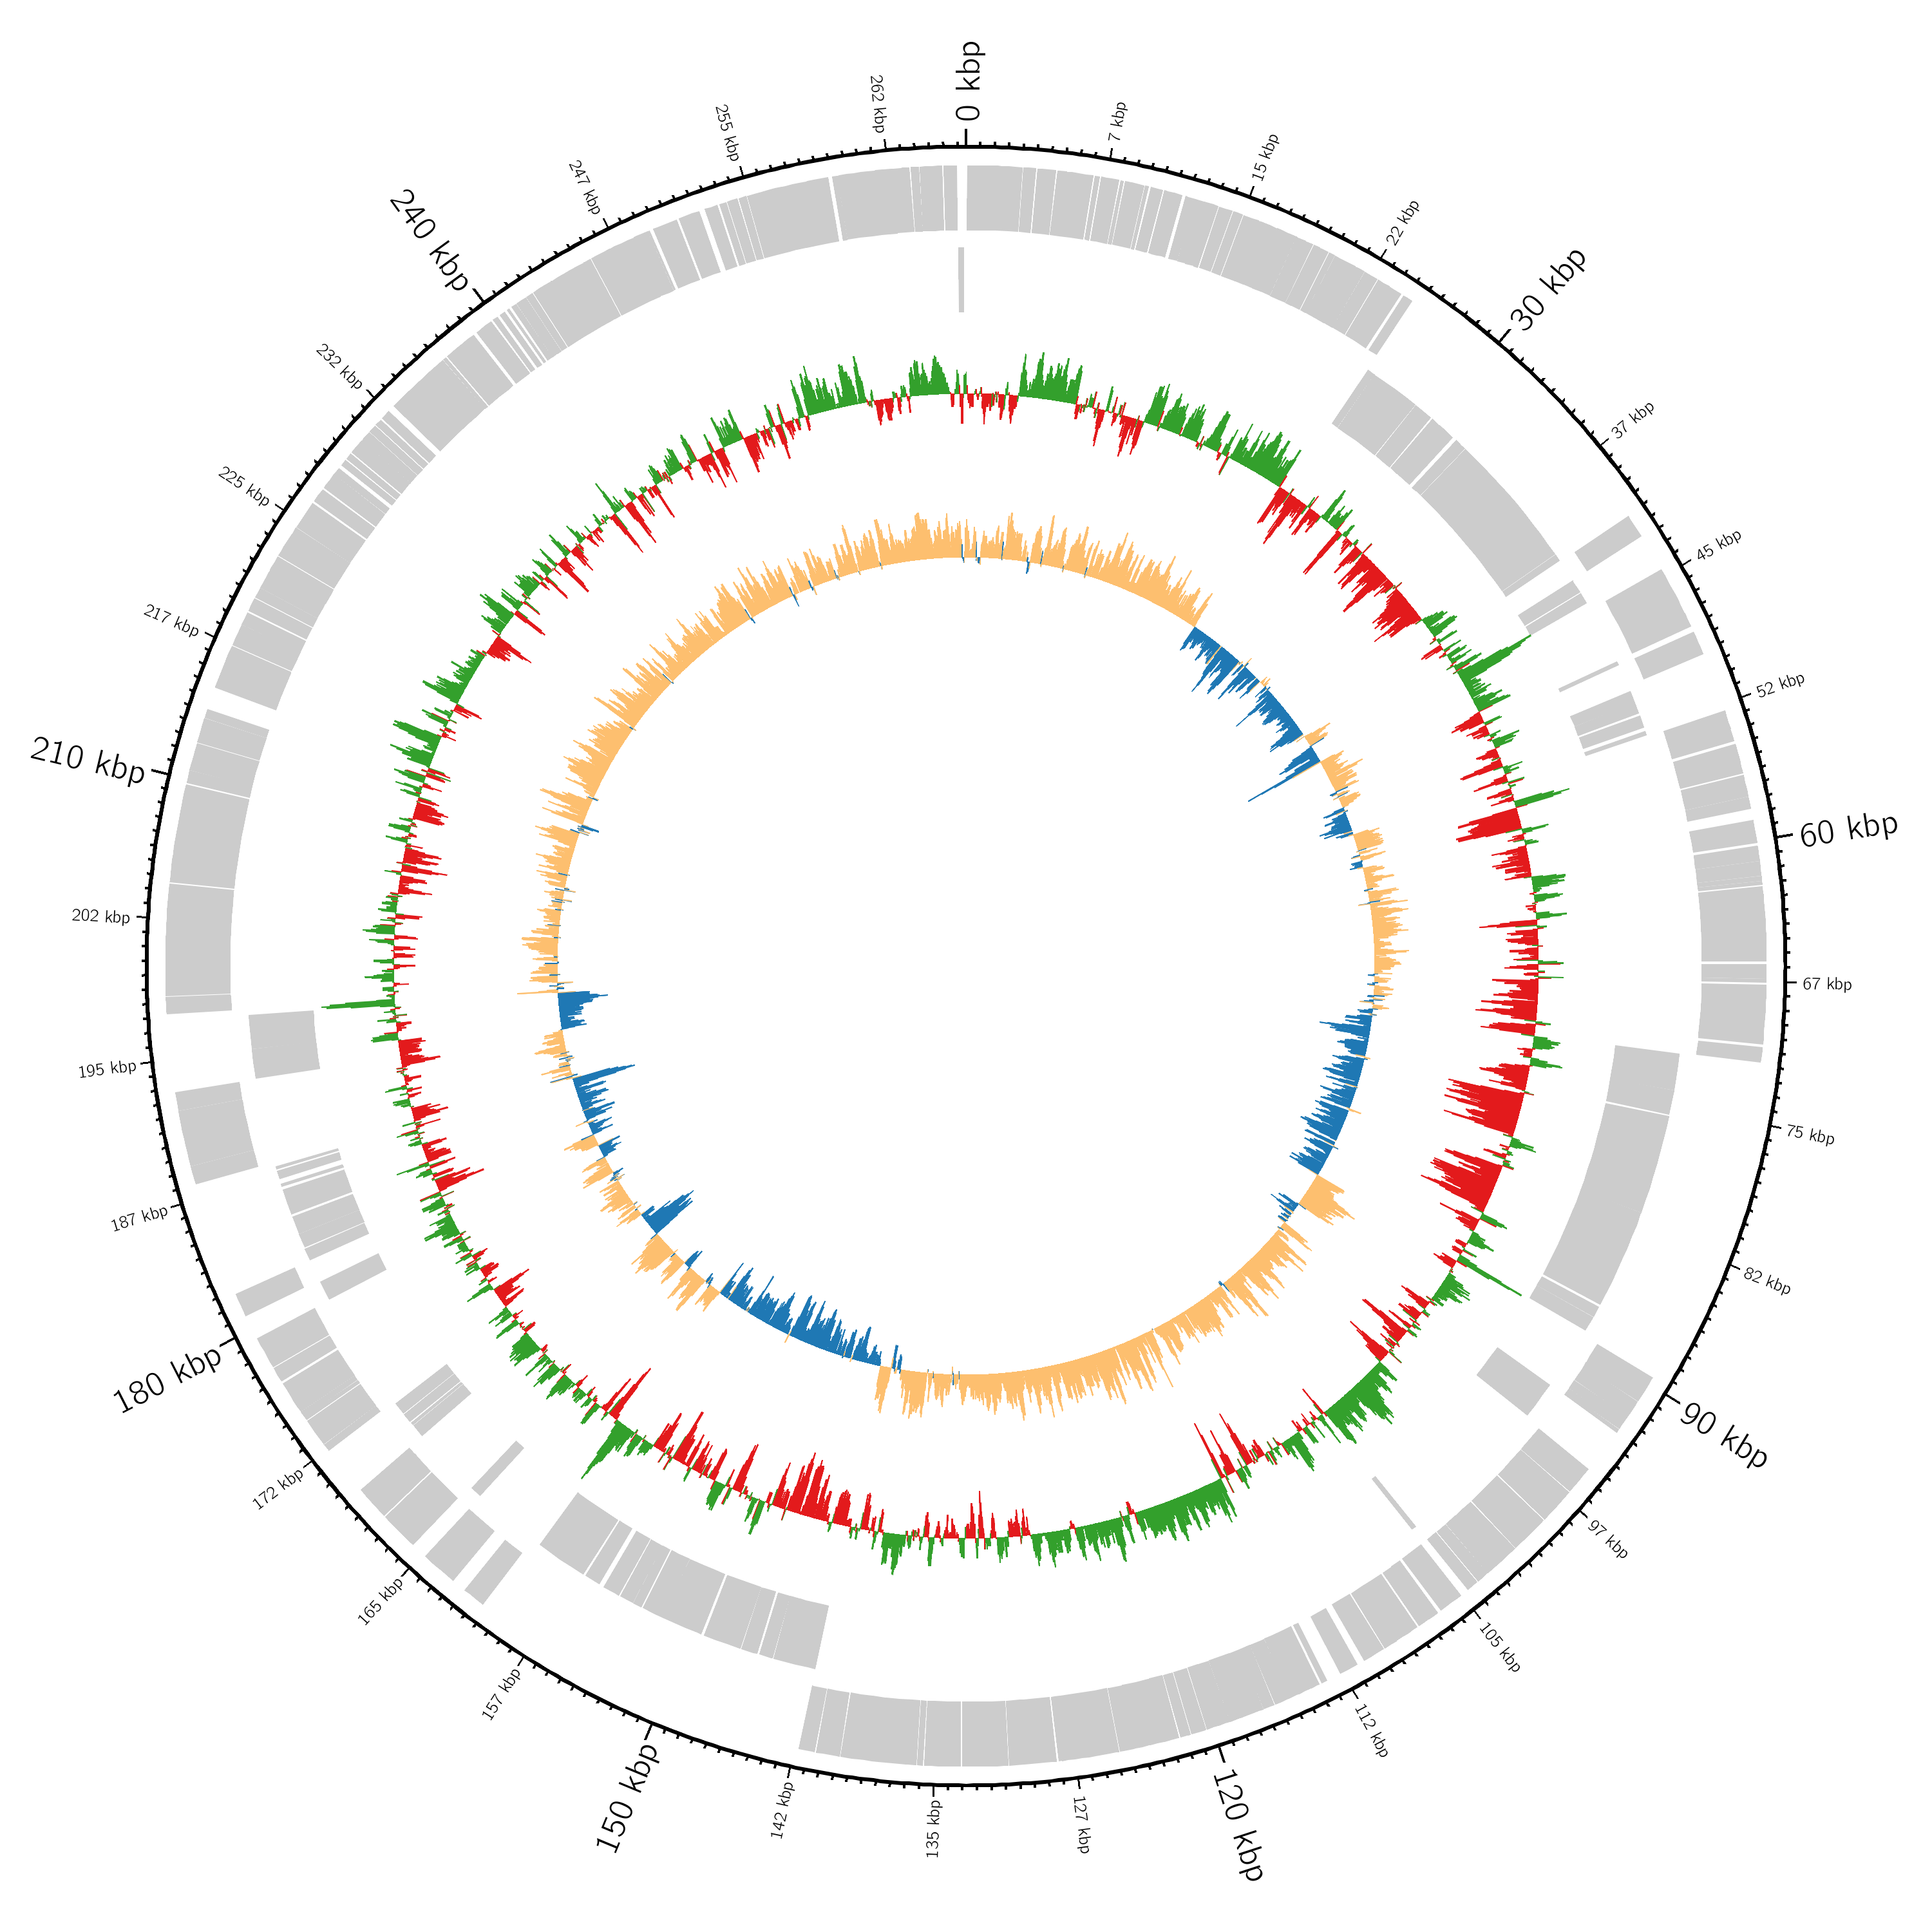 0 kbp
7 kbp
15 kbp
22 kbp
30 kbp
37 kbp
45 kbp
52 kbp
60 kbp
67 kbp
75 kbp
82 kbp
90 kbp
97 kbp
105 kbp
112 kbp
120 kbp
127 kbp
135 kbp
142 kbp
150 kbp
157 kbp
165 kbp
172 kbp
180 kbp
187 kbp
195 kbp
202 kbp
210 kbp
217 kbp
225 kbp
232 kbp
240 kbp
247 kbp
255 kbp
262 kbp